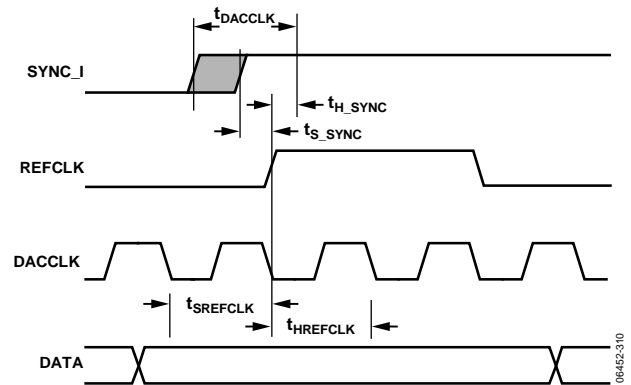 tDACCLK
SYNC_I
tH_SYNC
tS_SYNC
REFCLK
DACCLK
tSREFCLK
tHREFCLK
DATA
06452-310